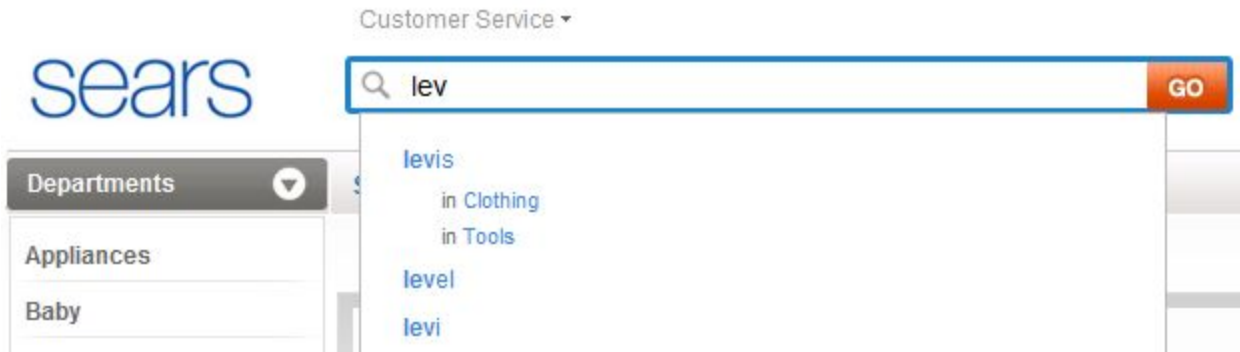 Customer Service
sears
lev
GO
levis
in Clothing
in Tools
level
levi
Departments
Appliances
Baby